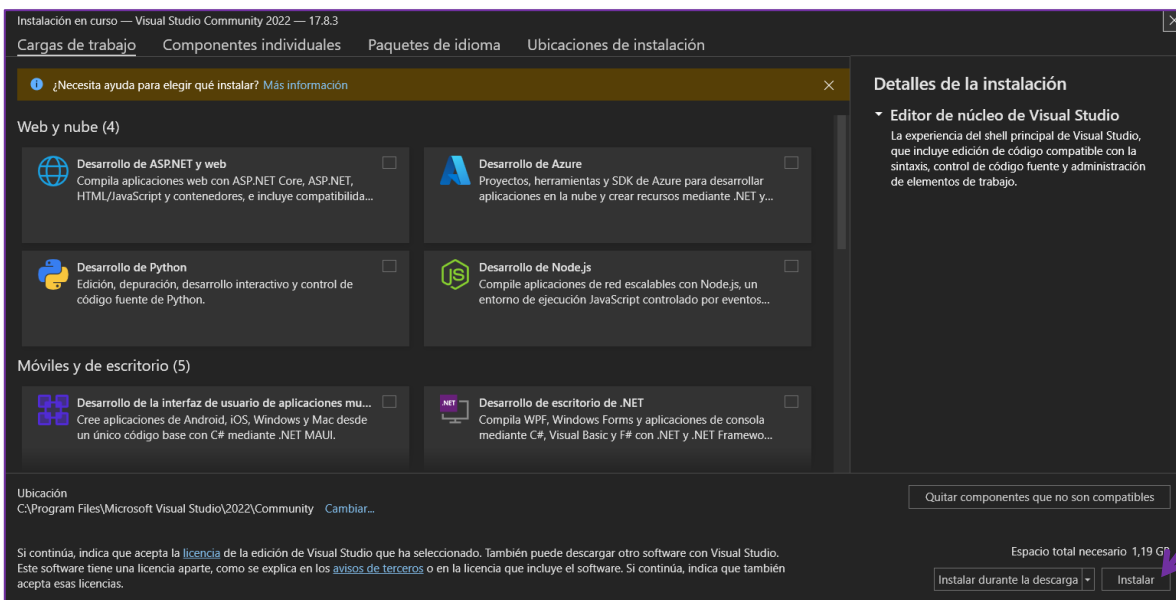 Instalación en curso — Visual Studio Community 2022 — 17.8.3
Cargas de trabajo Componentes individuales Paquetes de idioma Ubicaciones de instalación
¿Necesita ayuda para elegir qué instalar? Más información
Web y nube (4)
Desarrollo de ASP.NET y web
Compila aplicaciones web con ASP.NET Core, ASP.NET,
HTML/JavaScript y contenedores, e incluye compatibilida...
Desarrollo de Azure
Proyectos, herramientas y SDK de Azure para desarrollar
aplicaciones en la nube y crear recursos mediante .NET y...
Desarrollo de Python
Edición, depuración, desarrollo interactivo y control de
código fuente de Python.
JS
Desarrollo de Node.js
Compile aplicaciones de red escalables con Node.js, un
entorno de ejecución JavaScript controlado por eventos...
Móviles y de escritorio (5)
Desarrollo de la interfaz de usuario de aplicaciones mu...
Cree aplicaciones de Android, iOS, Windows y Mac desde
un único código base con C# mediante .NET MAUI.
.NET
Desarrollo de escritorio de .NET
Compila WPF, Windows Forms y aplicaciones de consola
mediante C#, Visual Basic y F# con .NET y .NET Framewo...
Detalles de la instalación
Editor de núcleo de Visual Studio
La experiencia del shell principal de Visual Studio,
que incluye edición de código compatible con la
sintaxis, control de código fuente y administración
de elementos de trabajo.
Ubicación
C:\Program Files\Microsoft Visual Studio\2022\Community Cambiar...
Quitar componentes que no son compatibles
Si continúa, indica que acepta la licencia de la edición de Visual Studio que ha seleccionado. También puede descargar otro software con Visual Studio.
Este software tiene una licencia aparte, como se explica en los avisos de terceros o en la licencia que incluye el software. Si continúa, indica que también
acepta esas licencias.
Espacio total necesario 1,19 GB
Instalar durante la descarga Instalar